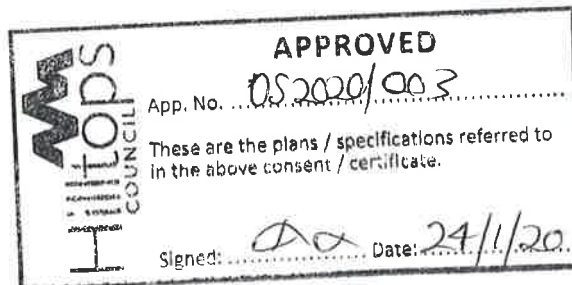 Hilltops
COUNCIL
APPROVED
App. No. OS2020/003
These are the plans / specifications referred to
in the above consent / certificate.
Signed: Date: 24/1/20